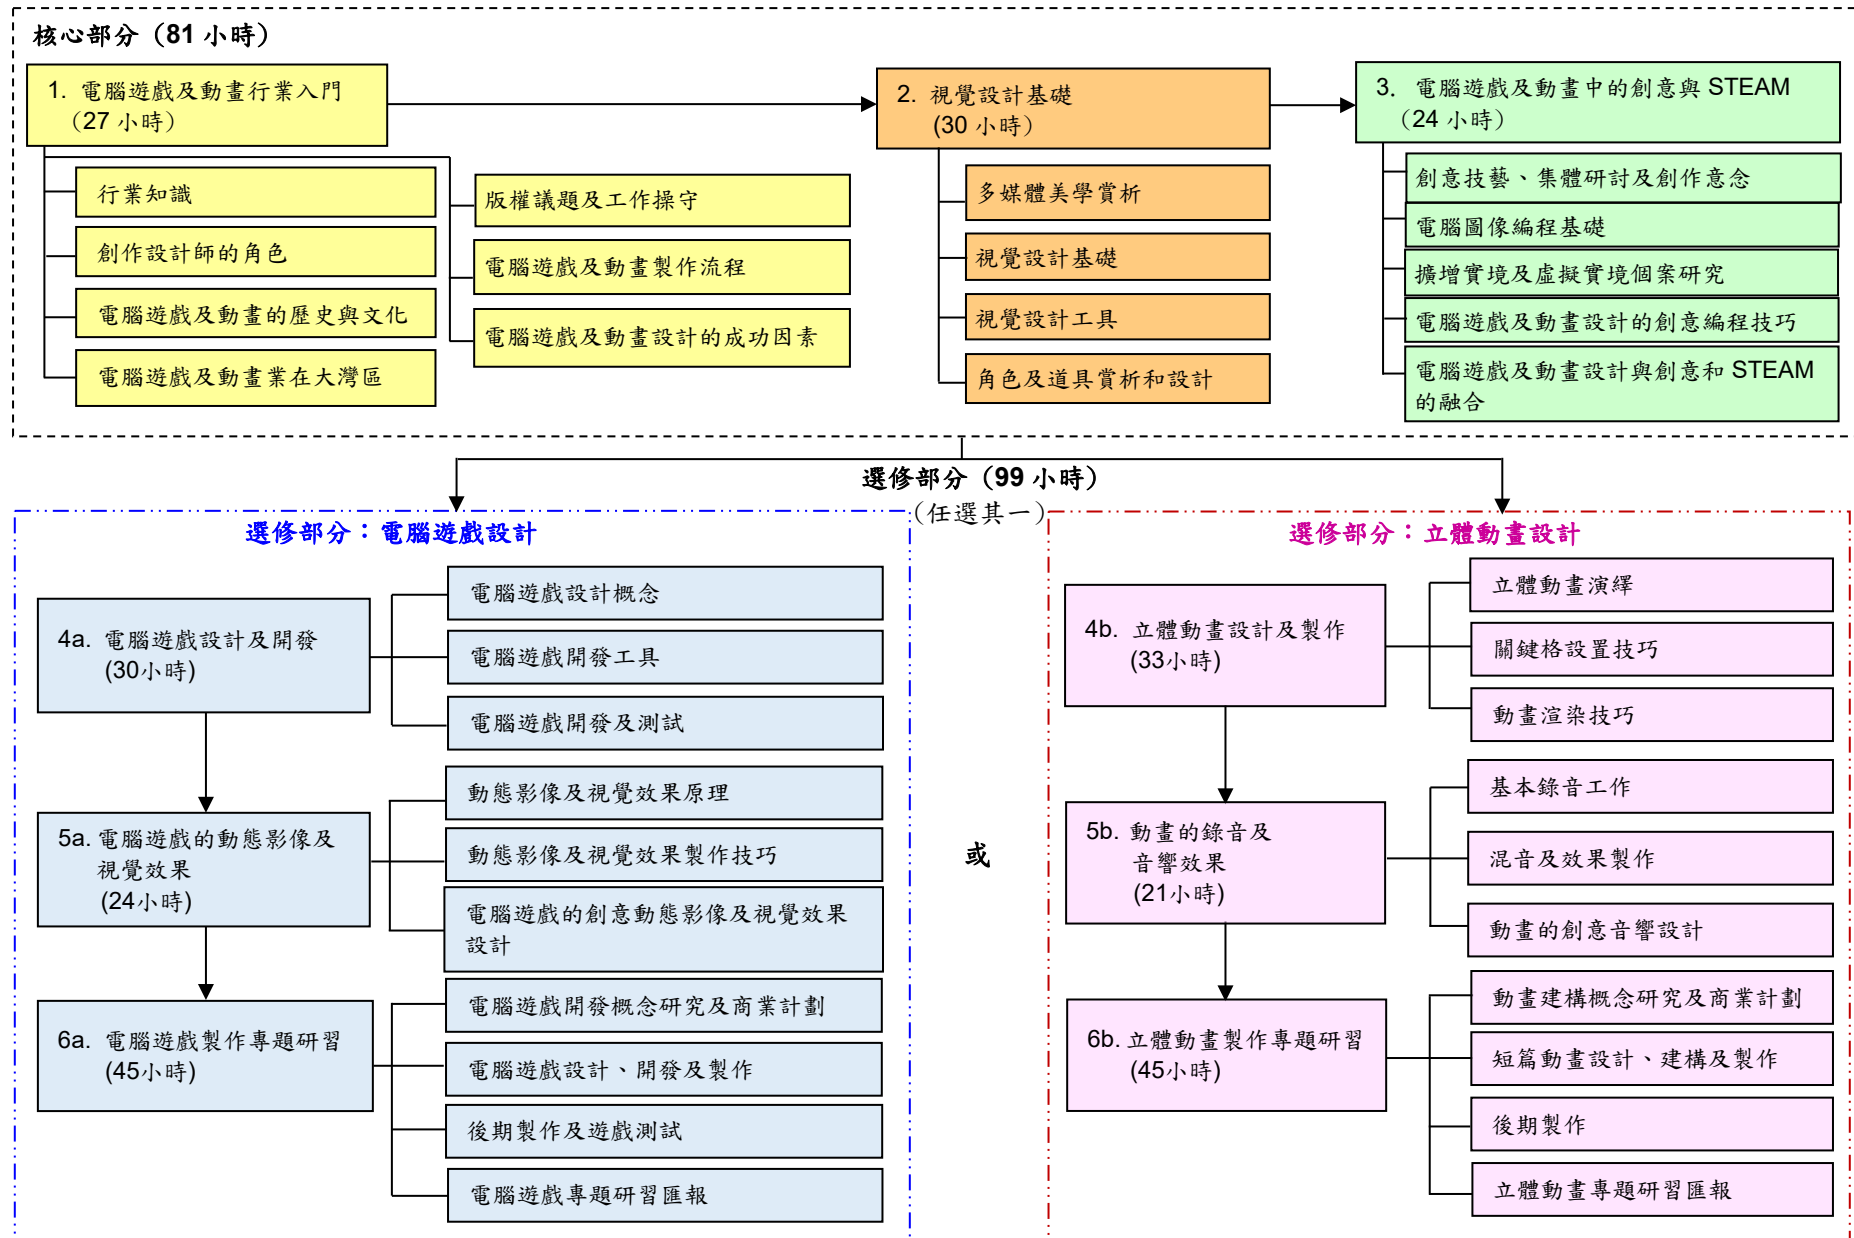 核心部分（81 小時）
1. 電腦遊戲及動畫行業入門
（27 小時）
行業知識
創作設計師的角色
電腦遊戲及動畫的歷史與文化
電腦遊戲及動畫業在大灣區
版權議題及工作操守
電腦遊戲及動畫製作流程
電腦遊戲及動畫設計的成功因素
2. 視覺設計基礎
(30 小時）
多媒體美學賞析
視覺設計基礎
視覺設計工具
角色及道具賞析和設計
3. 電腦遊戲及動畫中的創意與 STEAM
（24 小時）
創意技藝、集體研討及創作意念
電腦圖像編程基礎
擴增實境及虛擬實境個案研究
電腦遊戲及動畫設計的創意編程技巧
電腦遊戲及動畫設計與創意和 STEAM
的融合
選修部分（99 小時）
（任選其一）
選修部分：電腦遊戲設計
4a. 電腦遊戲設計及開發
(30小時)
電腦遊戲設計概念
電腦遊戲開發工具
電腦遊戲開發及測試
5a. 電腦遊戲的動態影像及
視覺效果
(24小時)
動態影像及視覺效果原理
動態影像及視覺效果製作技巧
電腦遊戲的創意動態影像及視覺效果
設計
6a. 電腦遊戲製作專題研習
(45小時)
電腦遊戲開發概念研究及商業計劃
電腦遊戲設計、開發及製作
後期製作及遊戲測試
電腦遊戲專題研習匯報
或
選修部分：立體動畫設計
4b. 立體動畫設計及製作
(33小時)
立體動畫演繹
關鍵格設置技巧
動畫渲染技巧
5b. 動畫的錄音及
音響效果
(21小時)
基本錄音工作
混音及效果製作
動畫的創意音響設計
6b. 立體動畫製作專題研習
(45小時)
動畫建構概念研究及商業計劃
短篇動畫設計、建構及製作
後期製作
立體動畫專題研習匯報